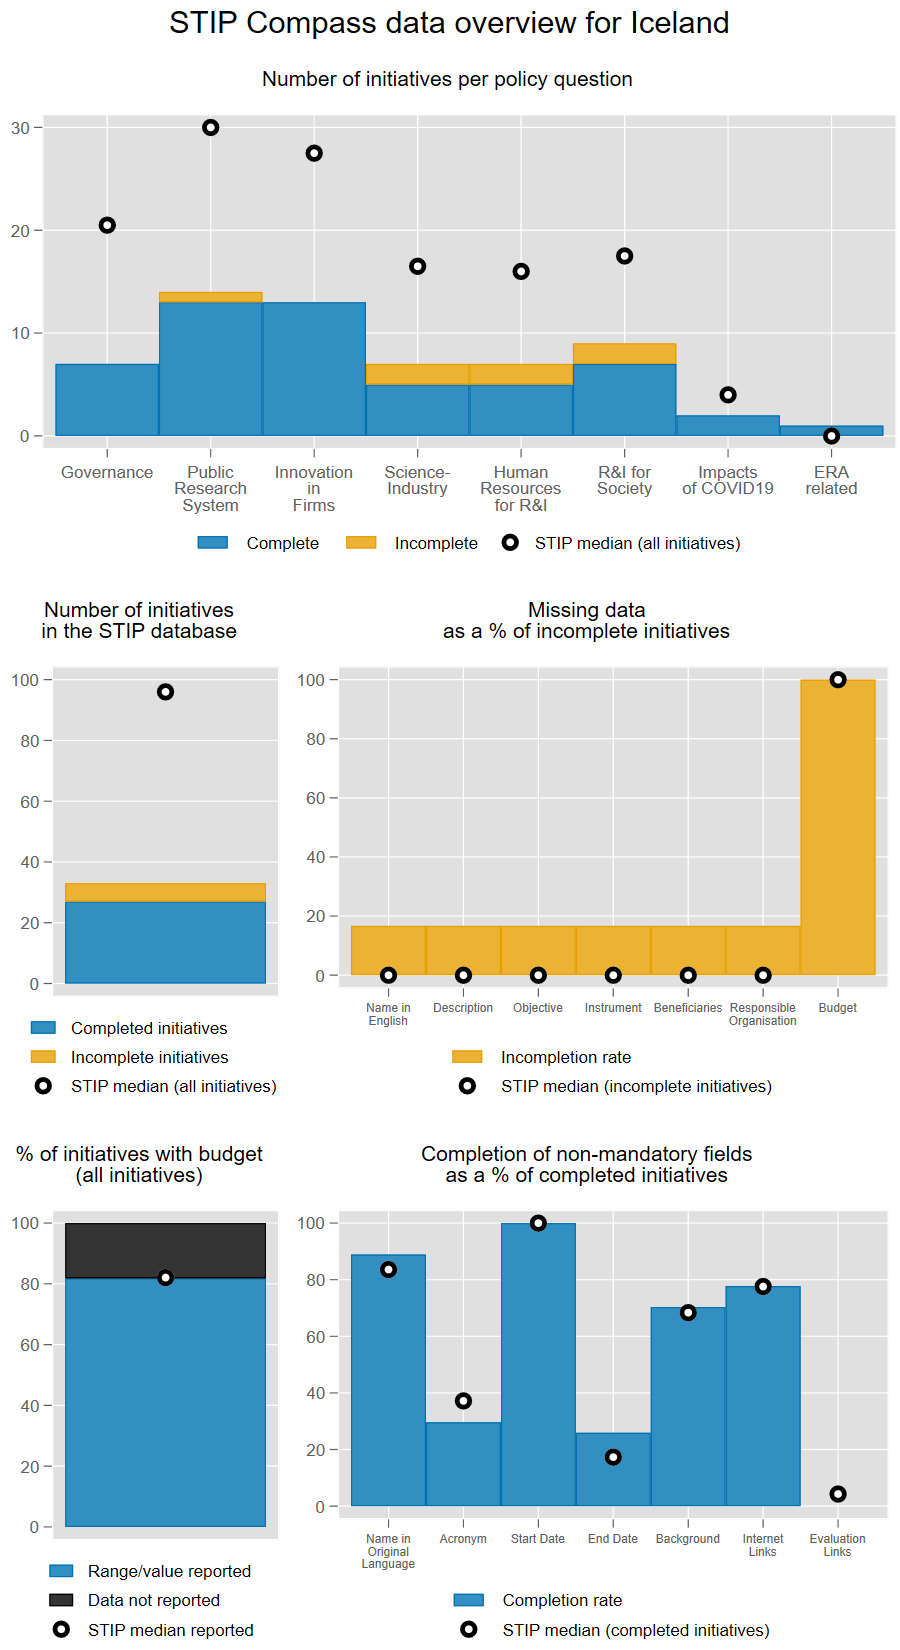 STIP Compass data overview for Iceland
Number of initiatives per policy question
30
20
10
0
Governance
Public
Research
System
Innovation
in
Firms
Science-
Industry
Human
Resources
for R&I
R&I for
Society
Impacts
of COVID19
ERA
related
Complete
Incomplete
STIP median (all initiatives)
Number of initiatives
in the STIP database
100
80
60
40
20
0
Completed initiatives
Incomplete initiatives
STIP median (all initiatives)
Missing data
as a % of incomplete initiatives
100
80
60
40
20
0
Name in
English
Description
Objective
Instrument
Beneficiaries
Responsible
Organisation
Budget
Incompletion rate
STIP median (incomplete initiatives)
% of initiatives with budget
(all initiatives)
100
80
60
40
20
0
Range/value reported
Data not reported
STIP median reported
Completion of non-mandatory fields
as a % of completed initiatives
100
80
60
40
20
0
Name in
Original
Language
Acronym
Start Date
End Date
Background
Internet
Links
Evaluation
Links
Completion rate
STIP median (completed initiatives)